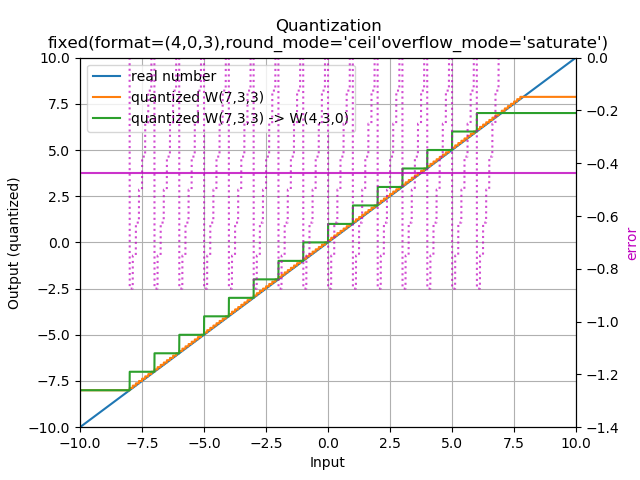 Quantization
fixed(format=(4,0,3),round_mode='ceil'overflow_mode='saturate')
real number
quantized W(7,3,3)
quantized W(7,3,3) -> W(4,3,0)
10.0
7.5
5.0
2.5
0.0
−2.5
−5.0
−7.5
−10.0
Output (quantized)
0.0
−0.2
−0.4
−0.6
−0.8
−1.0
−1.2
−1.4
error
−10.0 −7.5 −5.0 −2.5 0.0 2.5 5.0 7.5 10.0
Input